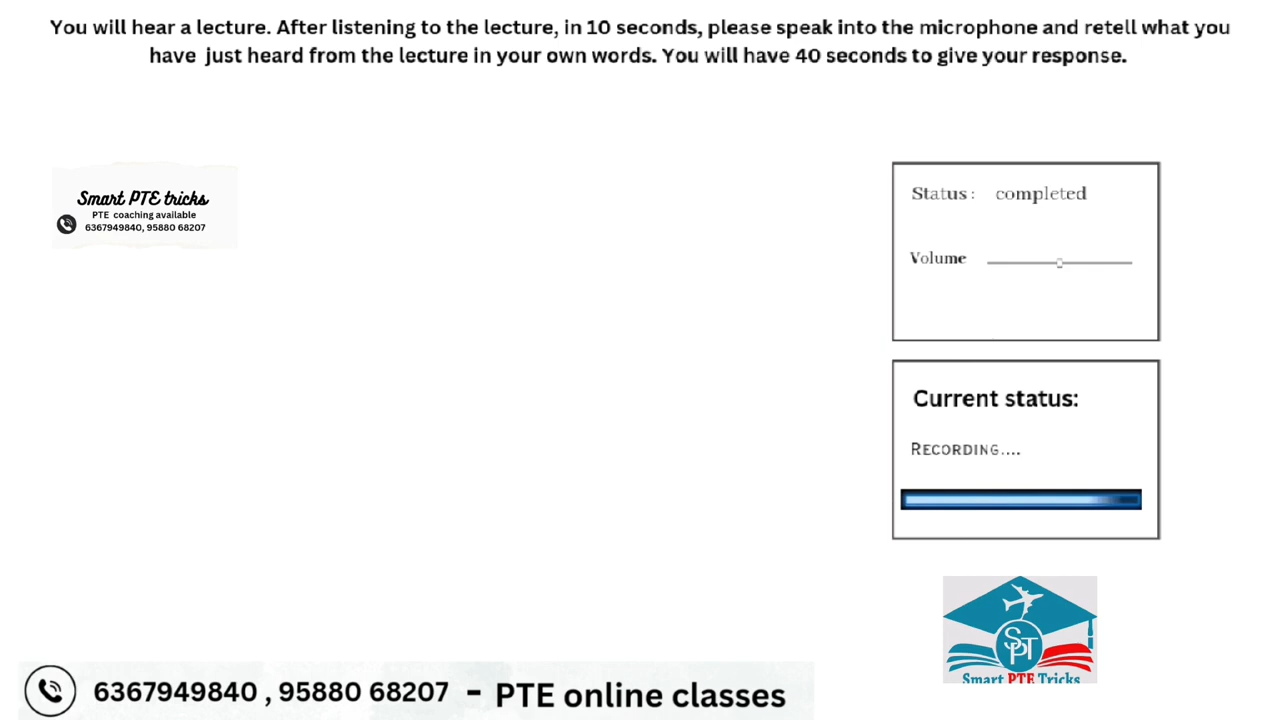 You will hear a lecture. After listening to the lecture, in 10 seconds, please speak into the microphone and retell what you
have just heard from the lecture in your own words. You will have 40 seconds to give your response.
Smart PTE tricks
PTE coaching available
6367949840, 95880 68207
Status: completed
Volume
Current status:
RECORDING....
SPT
Smart PTE Tricks
6367949840 , 95880 68207 - PTE online classes